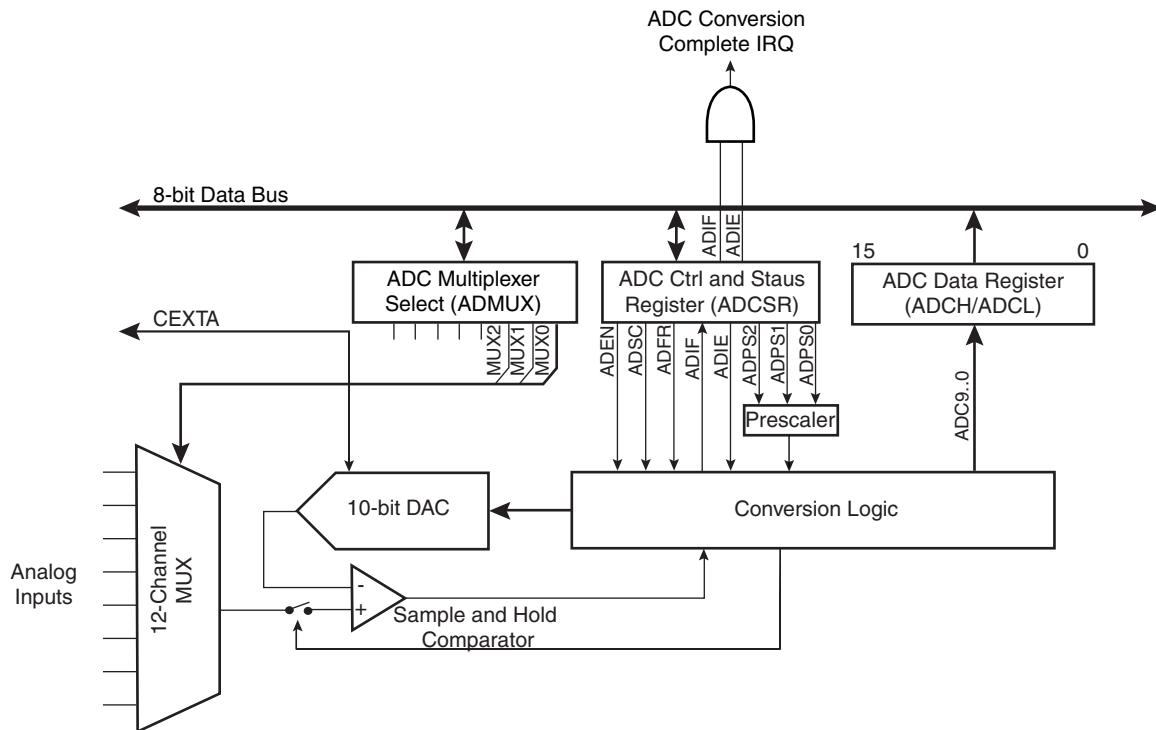 ADC Conversion
Complete IRQ
8-bit Data Bus
ADIF
ADIE
15
0
ADC Multiplexer
Select (ADMUX)
ADC Ctrl and Staus
Register (ADCSR)
ADC Data Register
(ADCH/ADCL)
CEXTA
MUX2
MUX1
MUX0
ADEN
ADSC
ADFR
ADIF
ADIE
ADPS2
ADPS1
ADPS0
Prescaler
ADC9..0
10-bit DAC
Conversion Logic
Analog
Inputs
12-Channel
MUX
-
+
Sample and Hold
Comparator